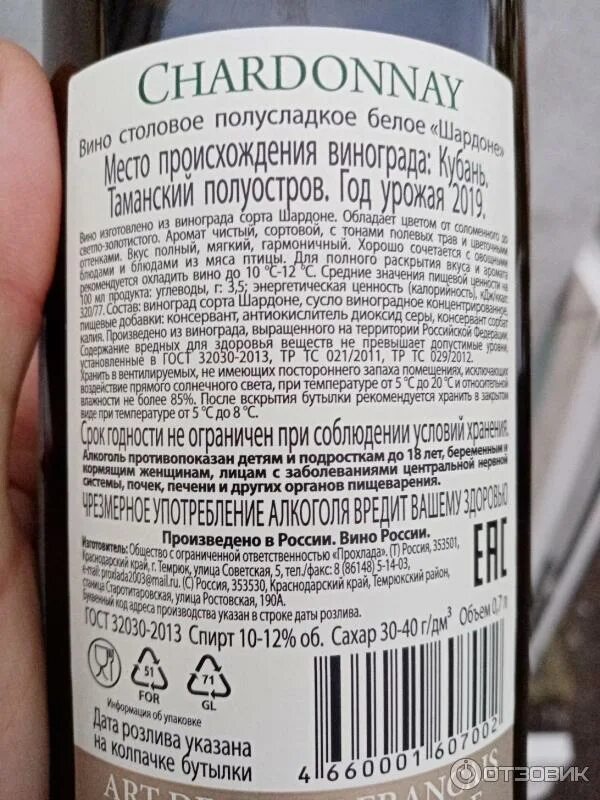 CHARDONNAY
Вино столовое полусладкое белое «Шардоне»
Место происхождения винограда: Кубань,
Таманский полуостров. Год урожая 2019.
Вино изготовлено из винограда сорта Шардоне. Обладает цветом от соломенного до
светло-золотистого. Аромат чистый, сортовой, с тонами полевых трав и цветочными
оттенками. Вкус полный, мягкий, гармоничный. Хорошо сочетается с овощными
блюдами и блюдами из мяса птицы. Для полного раскрытия вкуса и аромата
рекомендуется охладить вино до 10 °С-12 °С. Средние значения пищевой ценности на
100 мл продукта: углеводы, г: 3,5; энергетическая ценность (калорийность), кДж/ккал:
320/77. Состав: виноград сорта Шардоне, сусло виноградное концентрированное,
пищевые добавки: консервант, антиокислитель диоксид серы, консервант сорбат
калия. Произведено из винограда, выращенного на территории Российской Федерации.
Содержание вредных для здоровья веществ не превышает допустимые уровни,
установленные в ГОСТ 32030-2013, ТР ТС 021/2011, ТР ТС 029/2012.
Хранить в вентилируемых, не имеющих постороннего запаха помещениях, исключающих
воздействие прямого солнечного света, при температуре от 5 °С до 20 °С и относительной
влажности не более 85%. После вскрытия бутылки рекомендуется хранить в закрытом
виде при температуре от 5 °С до 8 °С.
Срок годности не ограничен при соблюдении условий хранения.
Алкоголь противопоказан детям и подросткам до 18 лет, беременным и
кормящим женщинам, лицам с заболеваниями центральной нервной
системы, почек, печени и других органов пищеварения.
ЧРЕЗМЕРНОЕ УПОТРЕБЛЕНИЕ АЛКОГОЛЯ ВРЕДИТ ВАШЕМУ ЗДОРОВЬЮ
Произведено в России. Вино России.
Изготовитель: Общество с ограниченной ответственностью «Прохлада». (Т) Россия, 353501,
Краснодарский край, г. Темрюк, улица Советская, 5, тел./факс: 8 (86148) 5-14-03,
e-mail: proxlada2003@mail.ru. (С) Россия, 353530, Краснодарский край, Темрюкский район,
станица Старотитаровская, улица Ростовская, 190А.
Буквенный код адреса производства указан в строке даты розлива.
EAC
ГОСТ 32030-2013 Спирт 10-12% об. Сахар 30-40 г/дм³ Объем 0,7 л
51
FOR
71
GL
Информация об упаковке
Дата розлива указана
на колпачке бутылки
4 660001 607002
ОТЗОВИК